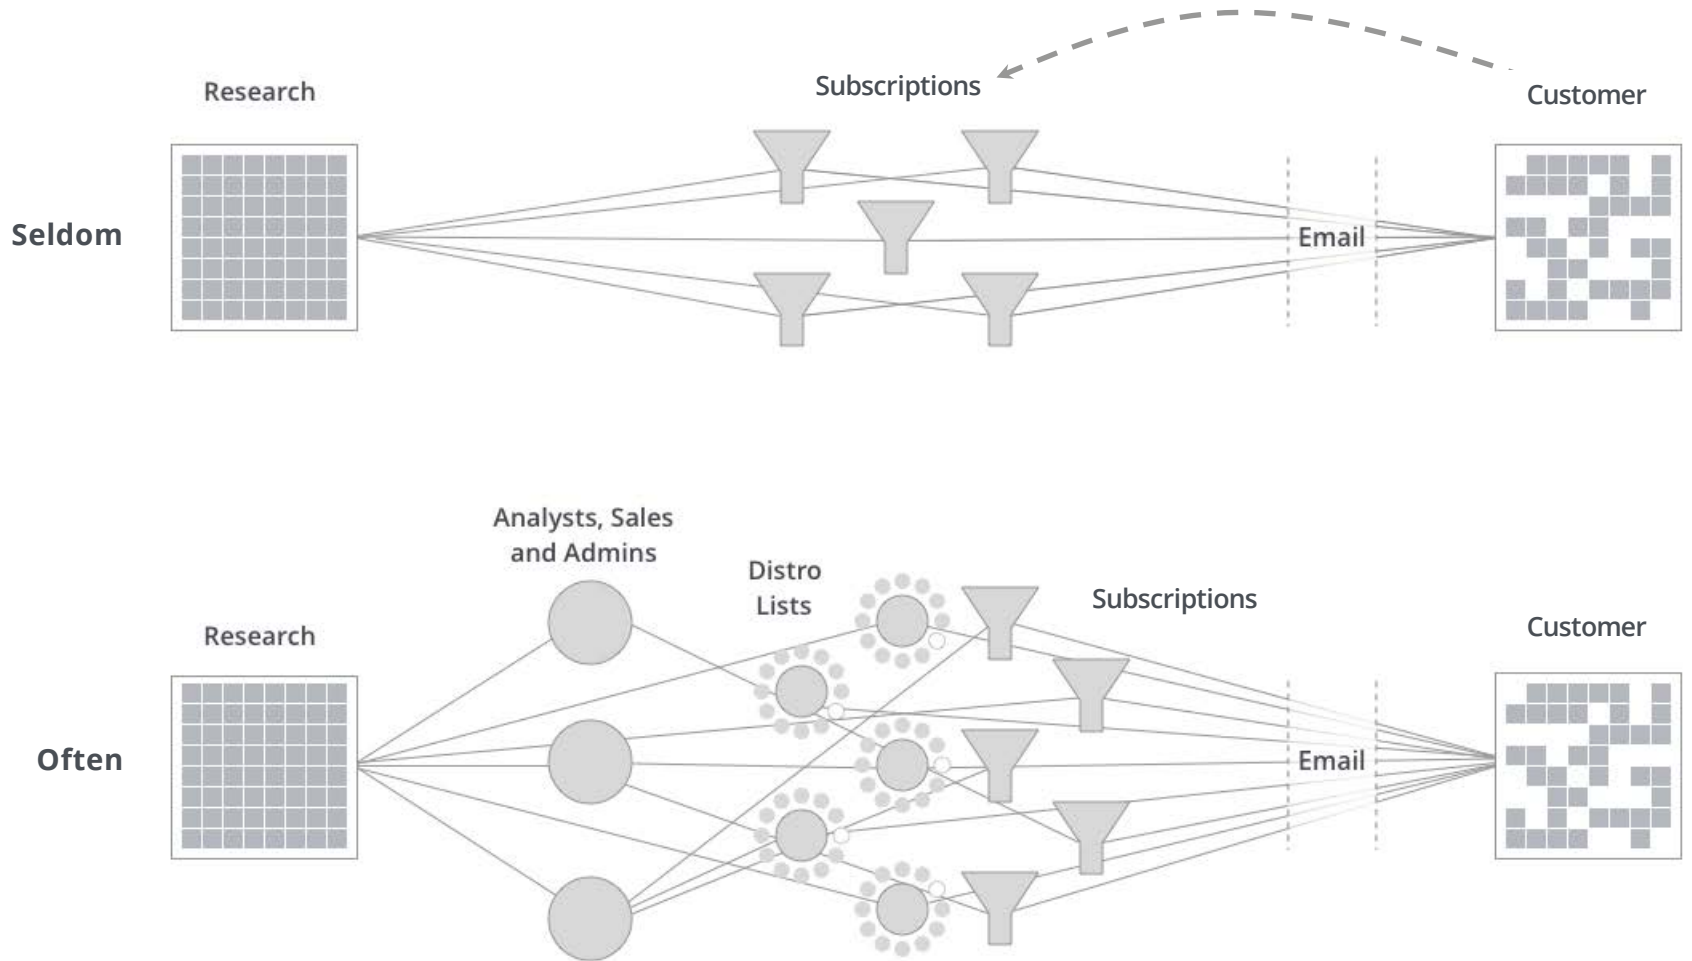 Research
Subscriptions
Customer
Seldom
Email
Analysts, Sales
and Admins
Distro
Lists
Subscriptions
Research
Customer
Often
Email